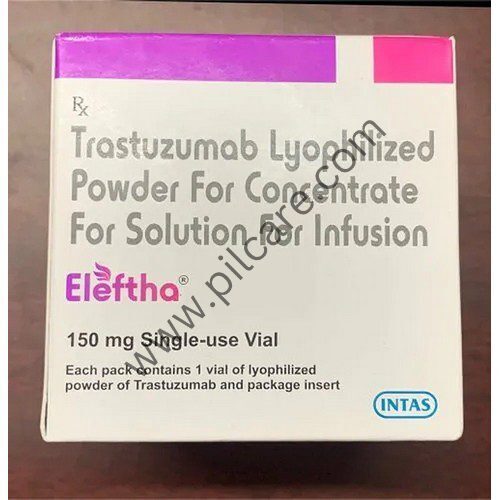 Rx
Trastuzumab Lyophilized
Powder For Concentrate
For Solution For Infusion
Eleftha®
150 mg Single-use Vial
Each pack contains 1 vial of lyophilized
powder of Trastuzumab and package insert
INTAS
www.pilcare.com